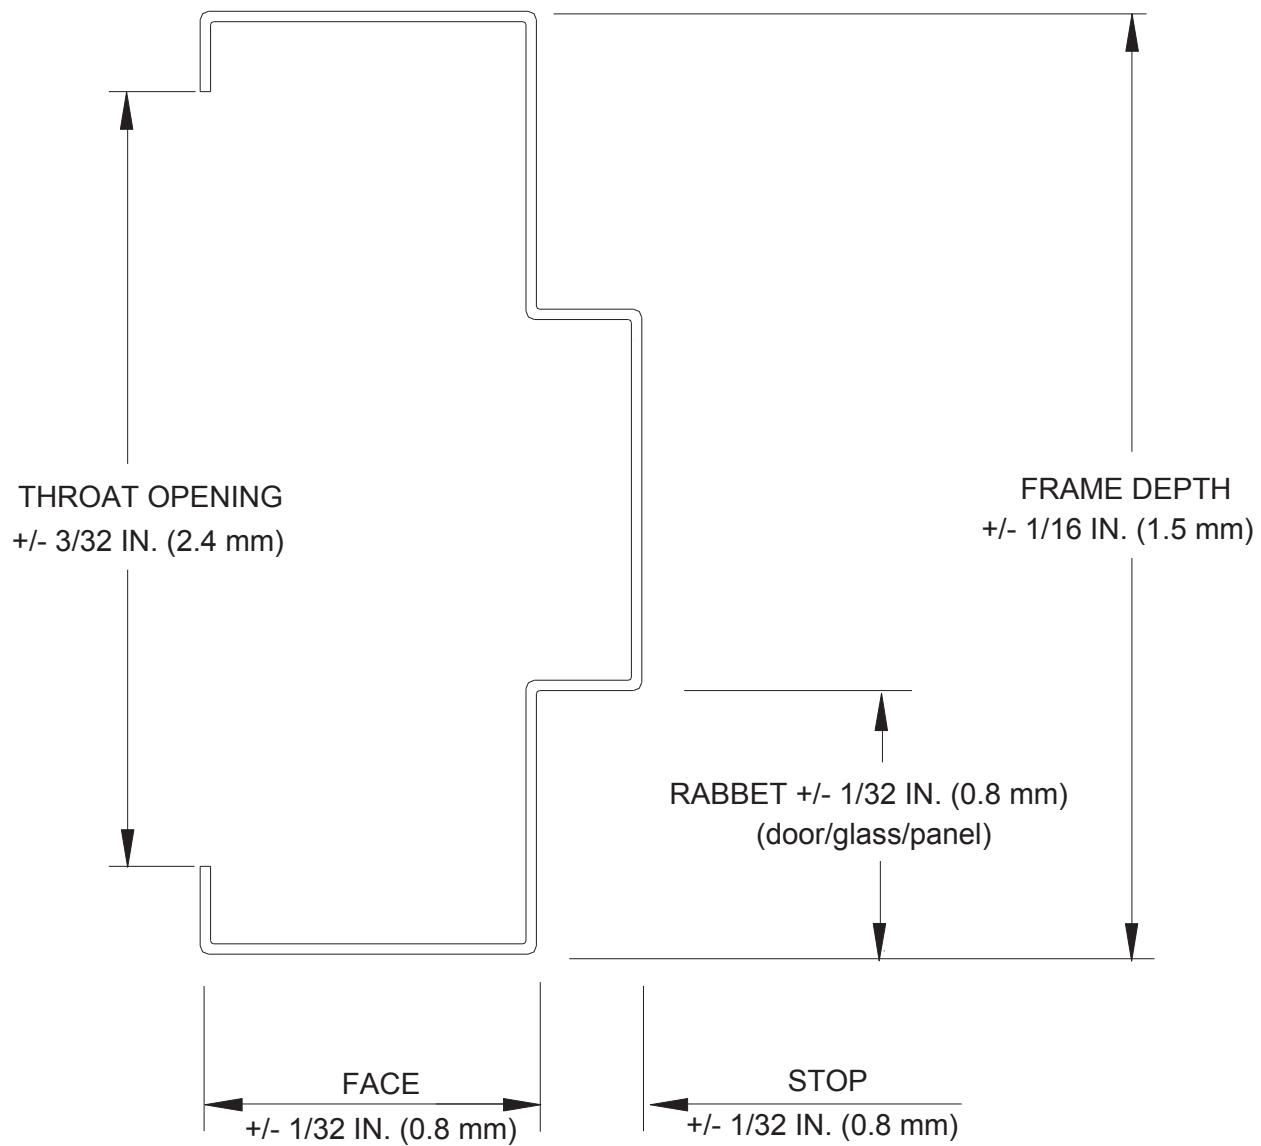 THROAT OPENING
+/- 3/32 IN. (2.4 mm)
FRAME DEPTH
+/- 1/16 IN. (1.5 mm)
RABBET +/- 1/32 IN. (0.8 mm)
(door/glass/panel)
FACE
+/- 1/32 IN. (0.8 mm)
STOP
+/- 1/32 IN. (0.8 mm)